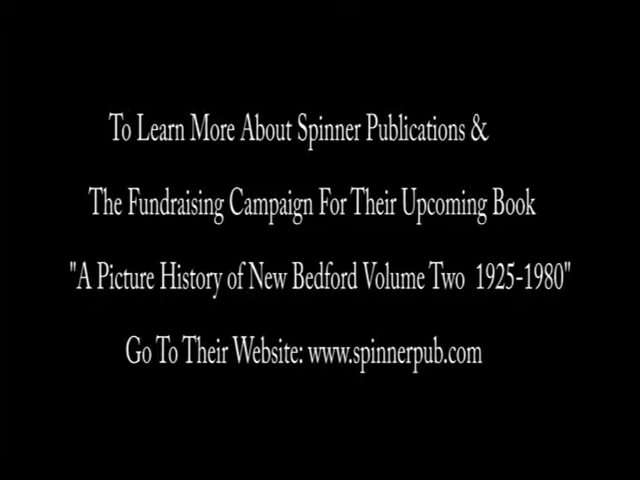 To Learn More About Spinner Publications &
The Fundraising Campaign For Their Upcoming Book
"A Picture History of New Bedford Volume Two 1925-1980"
Go To Their Website: www.spinnerpub.com